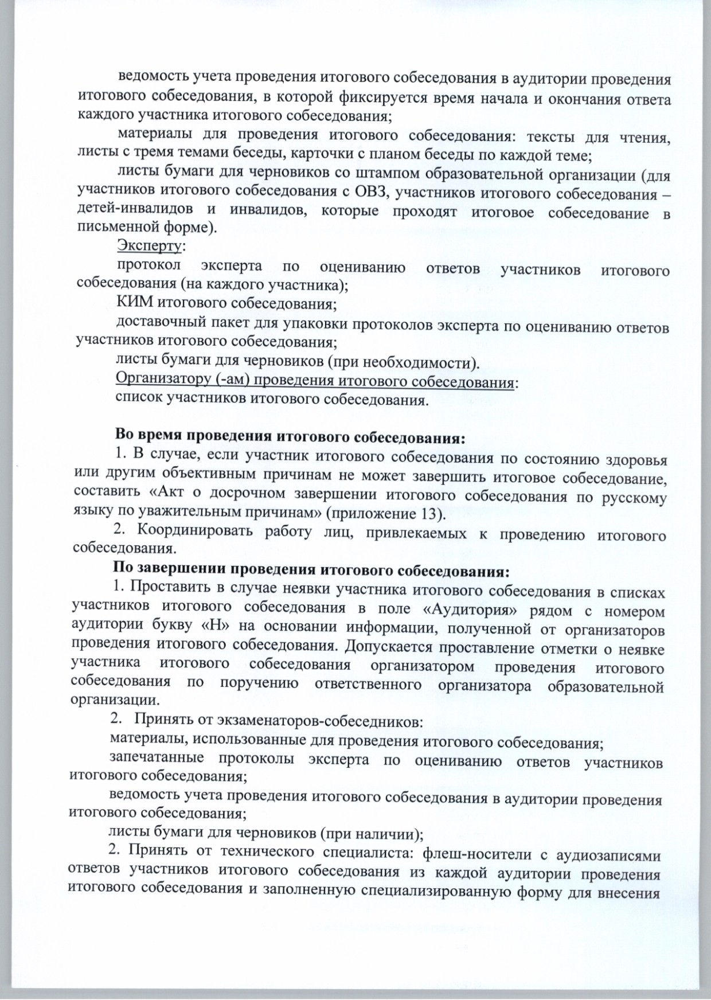 ведомость учета проведения итогового собеседования в аудитории проведения
итогового собеседования, в которой фиксируется время начала и окончания ответа
каждого участника итогового собеседования;
материалы для проведения итогового собеседования: тексты для чтения,
листы с тремя темами беседы, карточки с планом беседы по каждой теме;
листы бумаги для черновиков со штампом образовательной организации (для
участников итогового собеседования с ОВЗ, участников итогового собеседования –
детей-инвалидов и инвалидов, которые проходят итоговое собеседование в
письменной форме).
Эксперту:
протокол эксперта по оцениванию ответов участников итогового
собеседования (на каждого участника);
КИМ итогового собеседования;
доставочный пакет для упаковки протоколов эксперта по оцениванию ответов
участников итогового собеседования;
листы бумаги для черновиков (при необходимости).
Организатору (-ам) проведения итогового собеседования:
список участников итогового собеседования.
Во время проведения итогового собеседования:
1. В случае, если участник итогового собеседования по состоянию здоровья
или другим объективным причинам не может завершить итоговое собеседование,
составить «Акт о досрочном завершении итогового собеседования по русскому
языку по уважительным причинам» (приложение 13).
2. Координировать работу лиц, привлекаемых к проведению итогового
собеседования.
По завершении проведения итогового собеседования:
1. Проставить в случае неявки участника итогового собеседования в списках
участников итогового собеседования в поле «Аудитория» рядом с номером
аудитории букву «Н» на основании информации, полученной от организаторов
проведения итогового собеседования. Допускается проставление отметки о неявке
участника итогового собеседования организатором проведения итогового
собеседования по поручению ответственного организатора образовательной
организации.
2. Принять от экзаменаторов-собеседников:
материалы, использованные для проведения итогового собеседования;
запечатанные протоколы эксперта по оцениванию ответов участников
итогового собеседования;
ведомость учета проведения итогового собеседования в аудитории проведения
итогового собеседования;
листы бумаги для черновиков (при наличии);
2. Принять от технического специалиста: флеш-носители с аудиозаписями
ответов участников итогового собеседования из каждой аудитории проведения
итогового собеседования и заполненную специализированную форму для внесения